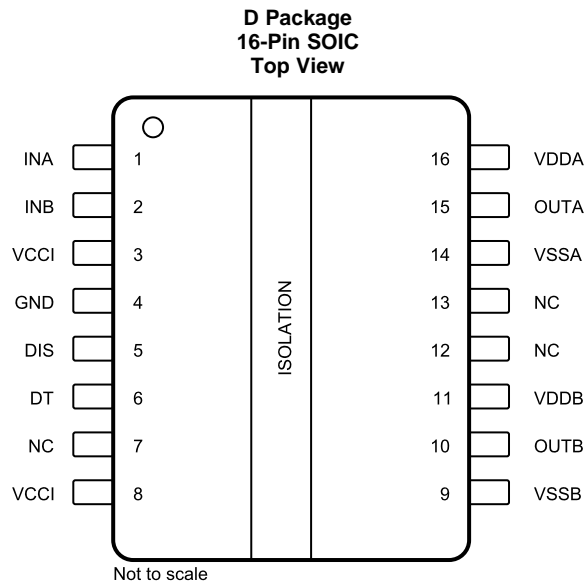 D Package
16-Pin SOIC
Top View
INA 1 16 VDDA
INB 2 15 OUTA
VCCI 3 14 VSSA
GND 4 13 NC
DIS 5 12 NC
DT 6 11 VDDB
NC 7 10 OUTB
VCCI 8 9 VSSB
ISOLATION
Not to scale